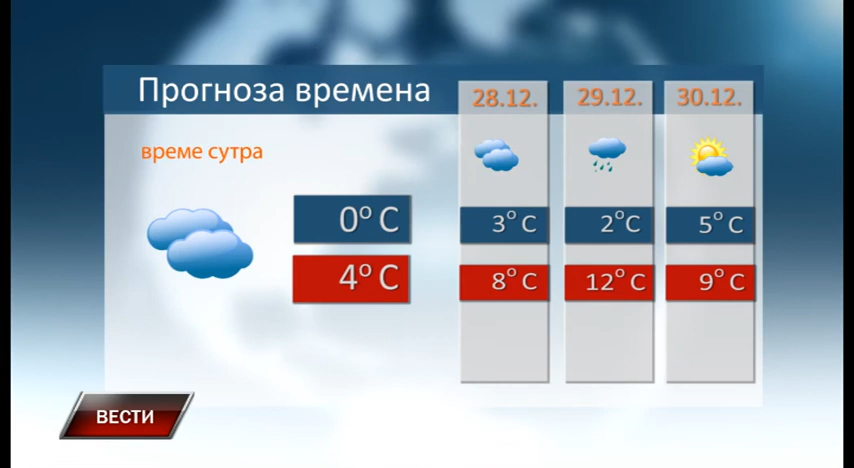 Прогноза времена
време сутра
0° C
4° C
28.12.
29.12.
30.12.
3° C
2°C
5° C
8° C
12° C
9° C
ВЕСТИ